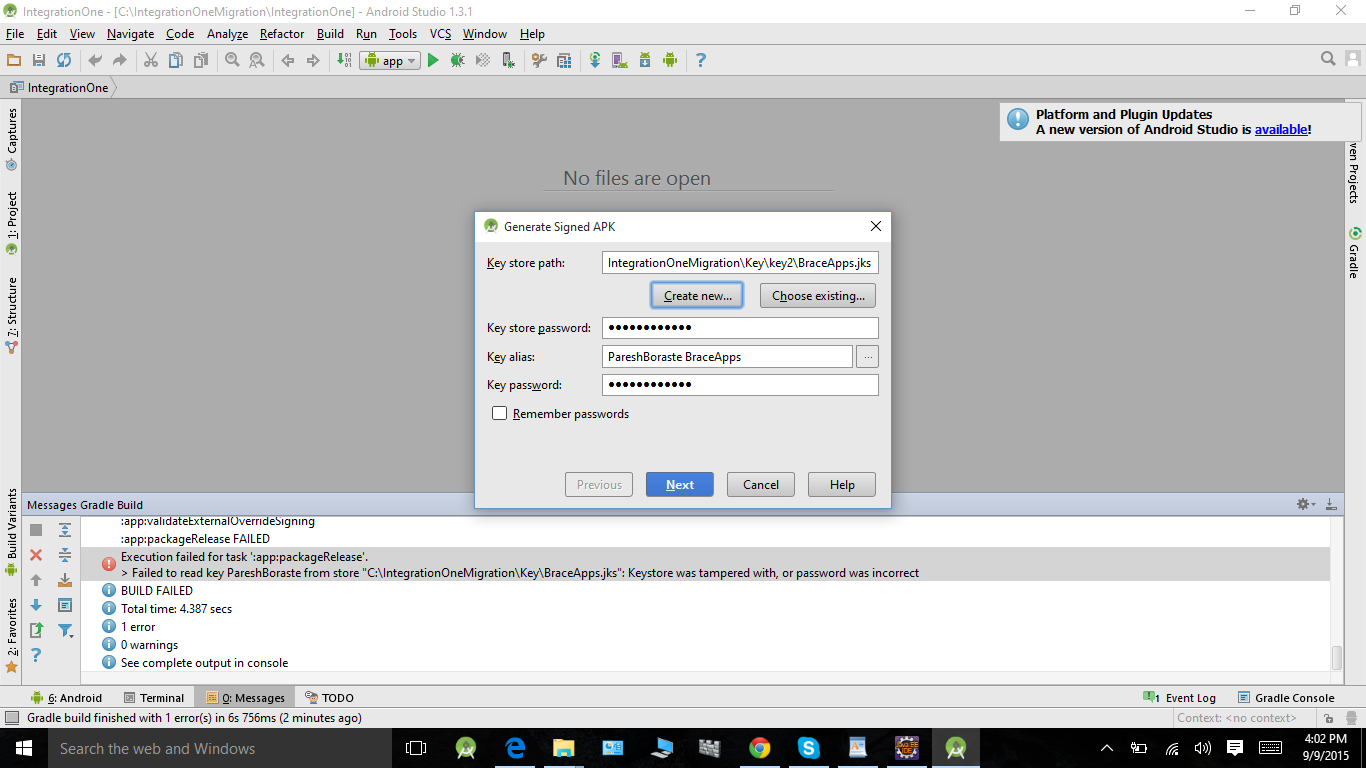 IntegrationOne - [C:\IntegrationOneMigration\IntegrationOne] - Android Studio 1.3.1
File Edit View Navigate Code Analyze Refactor Build Run Tools VCS Window Help
app
IntegrationOne
Captures
1: Project
7: Structure
Build Variants
2: Favorites
Platform and Plugin Updates
A new version of Android Studio is available!
ven Projects
Gradle
No files are open
Generate Signed APK
Key store path: IntegrationOneMigration\Key\key2\BraceApps.jks
Create new... Choose existing...
Key store password: ••••••••••••
Key alias: PareshBoraste BraceApps ...
Key password: ••••••••••••
Remember passwords
Previous Next Cancel Help
Messages Gradle Build
:app:validateExternalOverrideSigning
:app:packageRelease FAILED
Execution failed for task ':app:packageRelease'.
> Failed to read key PareshBoraste from store "C:\IntegrationOneMigration\Key\BraceApps.jks": Keystore was tampered with, or password was incorrect
BUILD FAILED
Total time: 4.387 secs
1 error
0 warnings
See complete output in console
6: Android Terminal 0: Messages TODO 1 Event Log Gradle Console
Gradle build finished with 1 error(s) in 6s 756ms (2 minutes ago) Context: <no context>
Search the web and Windows
4:02 PM
9/9/2015